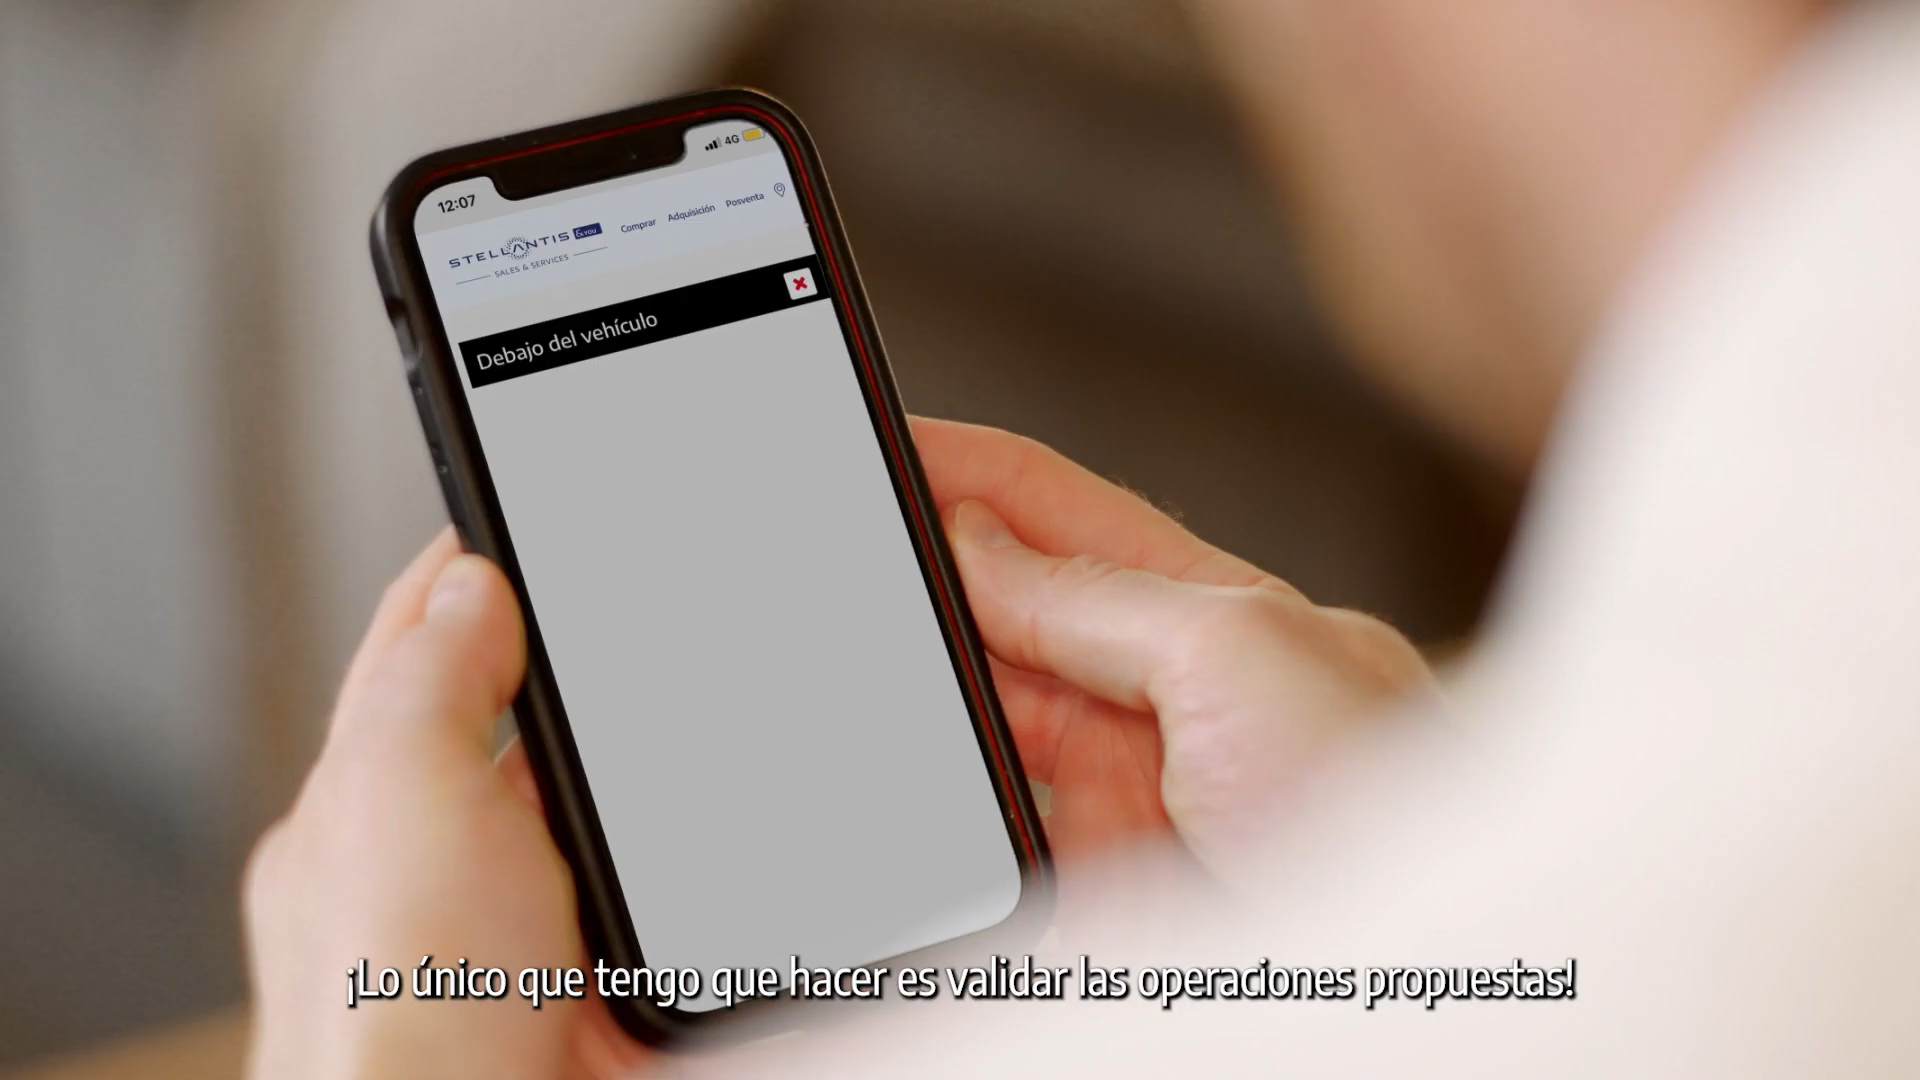 12:07
4G
STELLANTIS &YOU
SALES & SERVICES
Comprar Adquisición Posventa
Debajo del vehículo
¡Lo único que tengo que hacer es validar las operaciones propuestas!